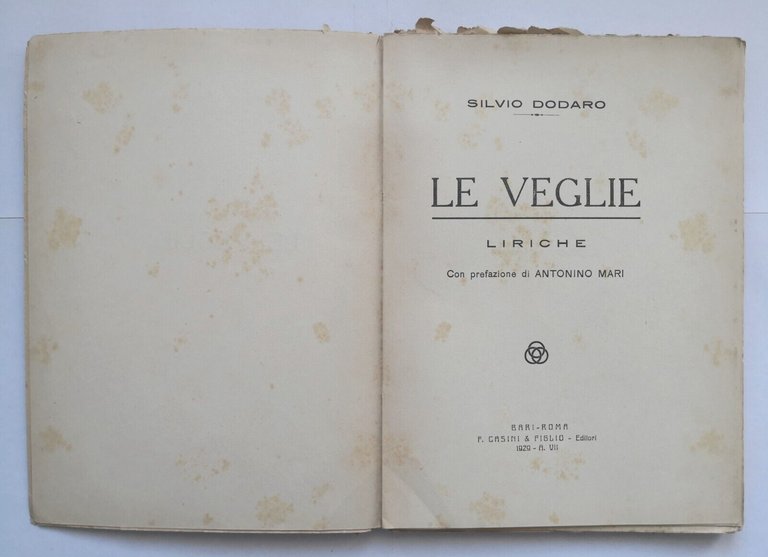 SILVIO DODARO
LE VEGLIE
LIRICHE
Con prefazione di ANTONINO MARI
BARI-ROMA
F. CASINI & FIGLIO - Editori
1929 - A. VII